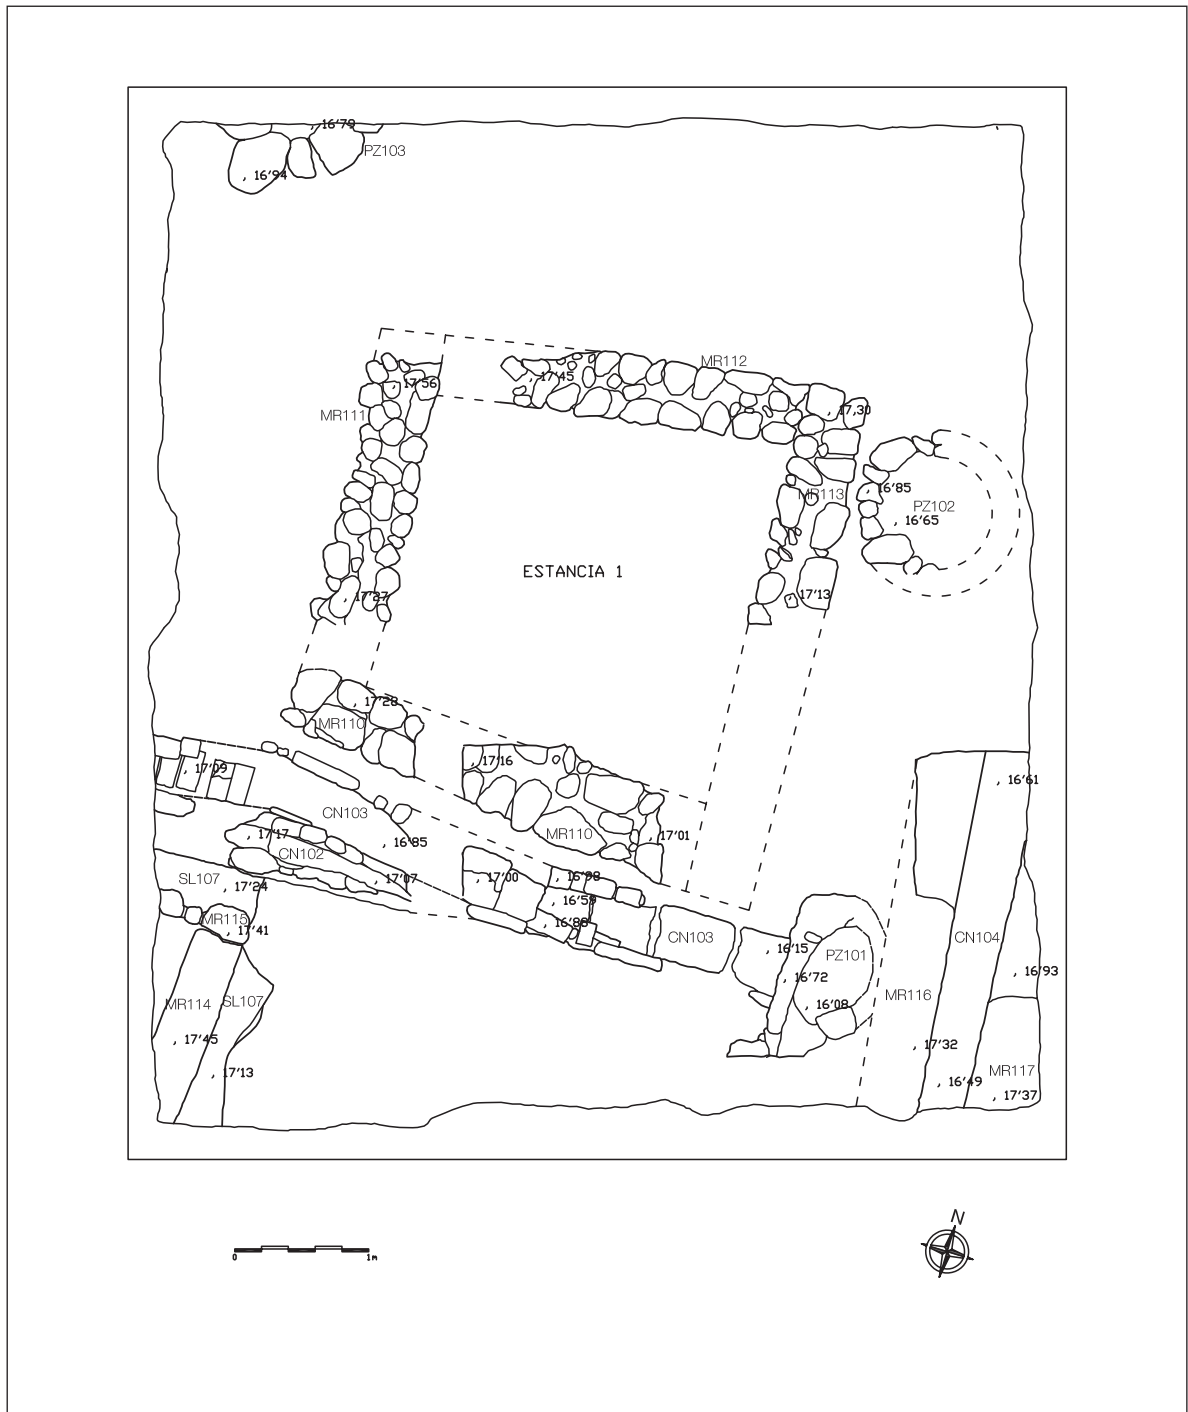 16'79
PZ103
16'94
MR112
17'45
17'56
MR111
17,30
16'85
MR113
PZ102
16'65
ESTANCIA 1
17'27
17'13
17'28
MR110
17'16
17'09
16'61
CN103
17'17
MR110
17'01
16'85
CN102
SL107
17'07
17'00
16'98
17'24
16'59
MR115
16'88
17'41
CN103
CN104
16'15
PZ101
16'93
16'72
MR116
MR114
SL107
16'08
17'45
17'32
17'13
MR117
16'49
17'37
N
0 1m